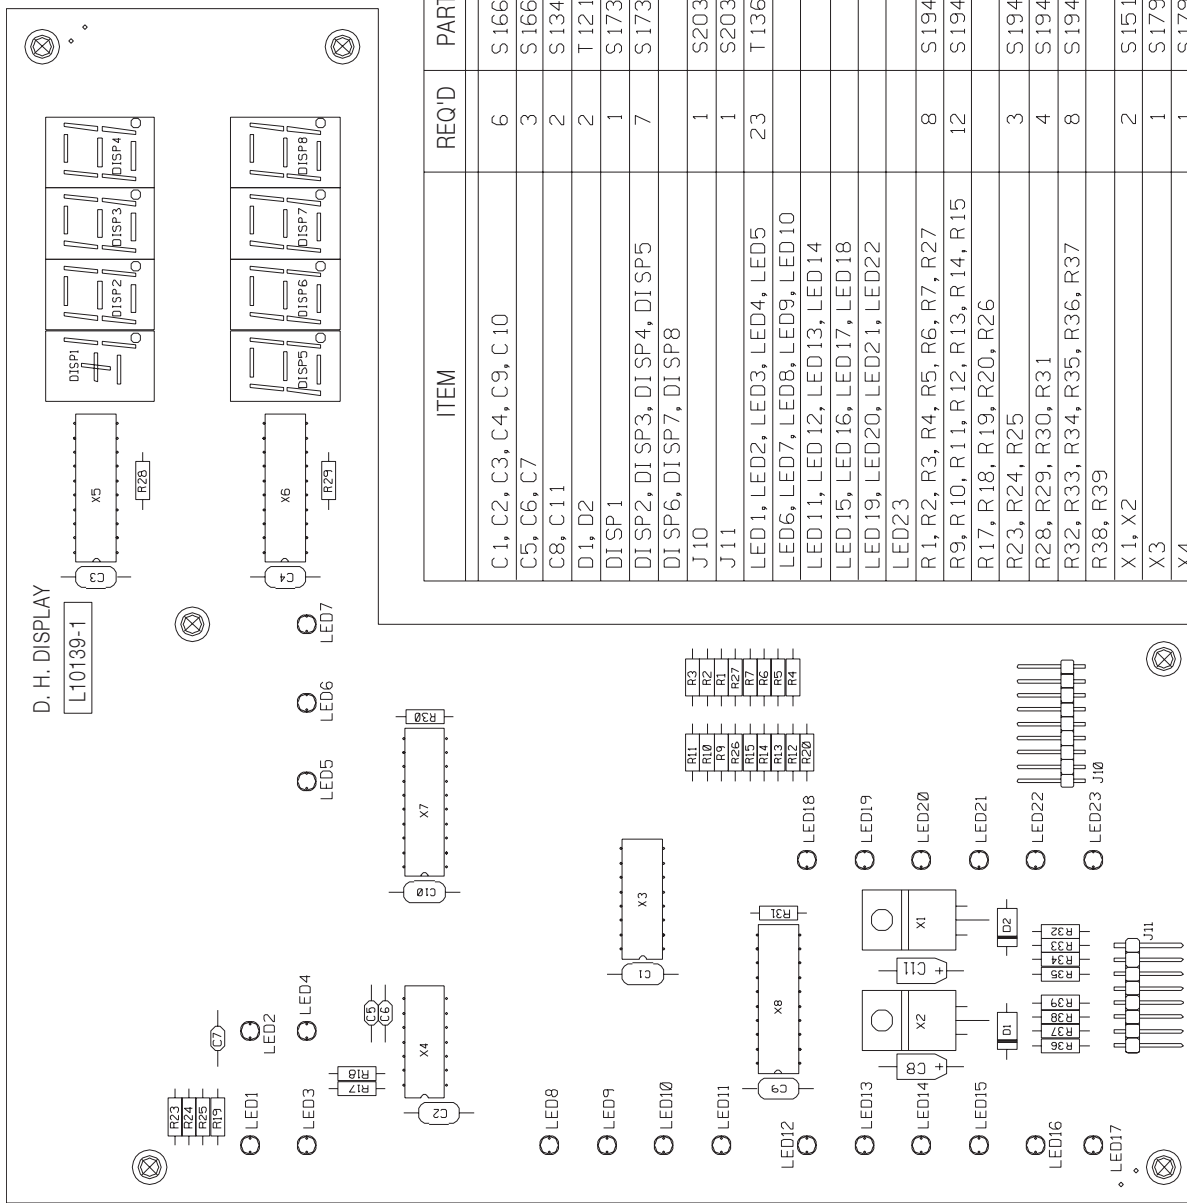 D. H. DISPLAY
L10139-1
DISP1
DISP2
DISP3
DISP4
DISP5
DISP6
DISP7
DISP8
X5
R28
X6
R29
C3
C4
LED7
LED6
LED5
R30
X7
C10
R3
R2
R1
R27
R7
R6
R5
R4
R11
R10
R9
R26
R15
R14
R13
R12
R20
J10
LED18
LED19
LED20
LED21
LED22
LED23
X3
C1
R31
X8
C9
X1
C11 +
X2
C8 +
D2
D1
R32
R33
R34
R35
R39
R38
R37
R36
J11
LED4
LED2
C7
C5
C6
X4
C2
R18
R17
R23
R24
R25
R19
LED1
LED3
LED8
LED9
LED10
LED11
LED12
LED13
LED14
LED15
LED16
LED17
ITEM REQ'D PART
C1, C2, C3, C4, C9, C10 6 S166
C5, C6, C7 3 S166
C8, C11 2 S134
D1, D2 2 T121
DISP1 1 S173
DISP2, DISP3, DISP4, DISP5 7 S173
DISP6, DISP7, DISP8
J10 1 S203
J11 1 S203
LED1, LED2, LED3, LED4, LED5 23 T136
LED6, LED7, LED8, LED9, LED10
LED11, LED12, LED13, LED14
LED15, LED16, LED17, LED18
LED19, LED20, LED21, LED22
LED23
R1, R2, R3, R4, R5, R6, R7, R27 8 S194
R9, R10, R11, R12, R13, R14, R15 12 S194
R17, R18, R19, R20, R26
R23, R24, R25 3 S194
R28, R29, R30, R31 4 S194
R32, R33, R34, R35, R36, R37 8 S194
R38, R39
X1, X2 2 S151
X3 1 S179
X4 1 S179